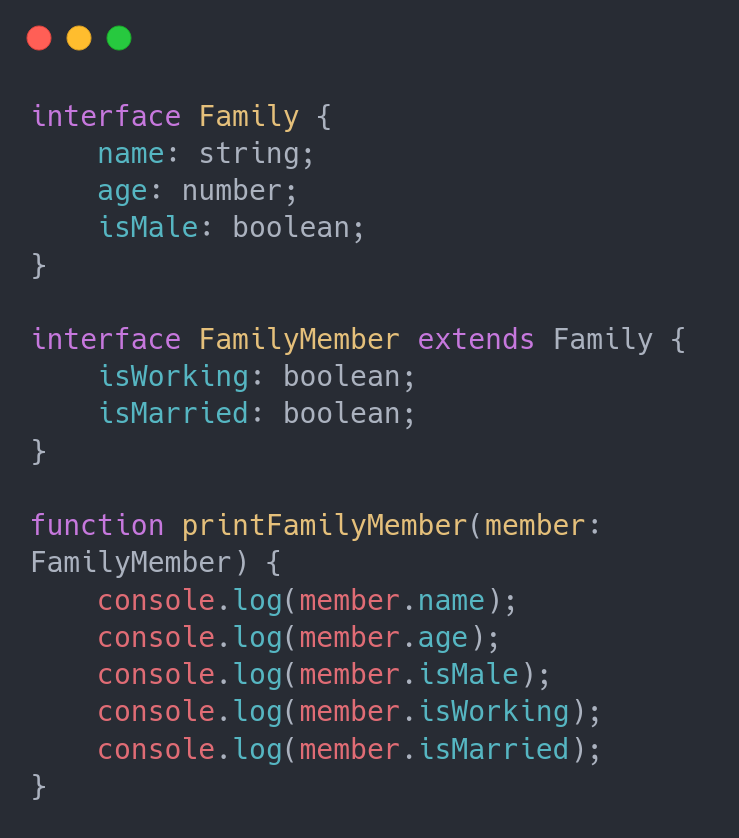 interface Family {
    name: string;
    age: number;
    isMale: boolean;
}

interface FamilyMember extends Family {
    isWorking: boolean;
    isMarried: boolean;
}

function printFamilyMember(member:
FamilyMember) {
    console.log(member.name);
    console.log(member.age);
    console.log(member.isMale);
    console.log(member.isWorking);
    console.log(member.isMarried);
}